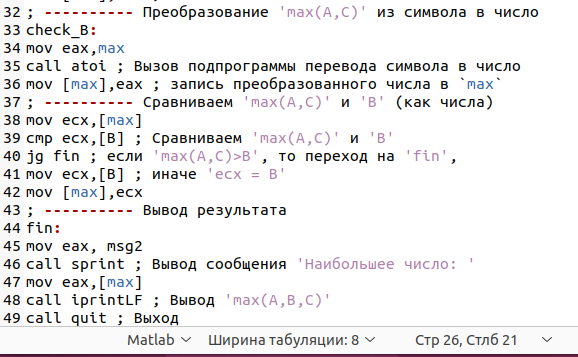 32 ; ---------- Преобразование 'max(A,C)' из символа в число
33 check_B:
34 mov eax,max
35 call atoi ; Вызов подпрограммы перевода символа в число
36 mov [max],eax ; запись преобразованного числа в `max`
37 ; ---------- Сравниваем 'max(A,C)' и 'B' (как числа)
38 mov ecx,[max]
39 cmp ecx,[B] ; Сравниваем 'max(A,C)' и 'B'
40 jg fin ; если 'max(A,C)>B', то переход на 'fin',
41 mov ecx,[B] ; иначе 'ecx = B'
42 mov [max],ecx
43 ; ---------- Вывод результата
44 fin:
45 mov eax, msg2
46 call sprint ; Вывод сообщения 'Наибольшее число: '
47 mov eax,[max]
48 call iprintLF ; Вывод 'max(A,B,C)'
49 call quit ; Выход
Matlab Ширина табуляции: 8 Стр 26, Стлб 21